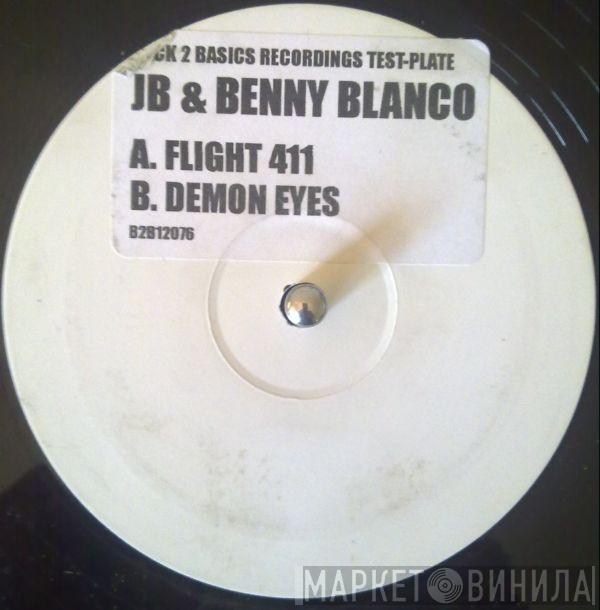 CK 2 BASICS RECORDINGS TEST-PLATE
JB & BENNY BLANCO
A. FLIGHT 411
B. DEMON EYES
B2B12076
МАРКЕТ ВИНИЛА